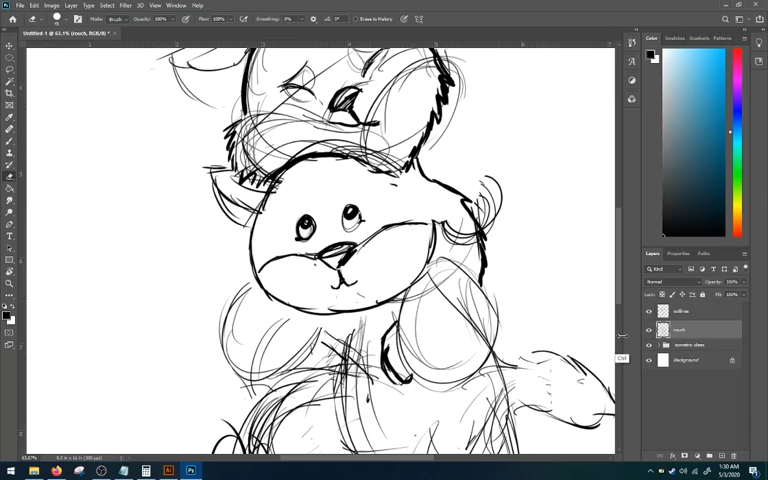 Ps File Edit Image Layer Type Select Filter 3D View Window Help
Mode: Brush Opacity: 100% Flow: 100% Smoothing: 0% 0° Erase to History
Untitled-1 @ 63.1% (rouch, RGB/8) *
Color Swatches Gradients Patterns
Layers Properties Paths
Kind
Normal Opacity: 100%
Lock: Fill: 100%
outlines
rouch
Background
Ctrl
1:30 AM
5/3/2020